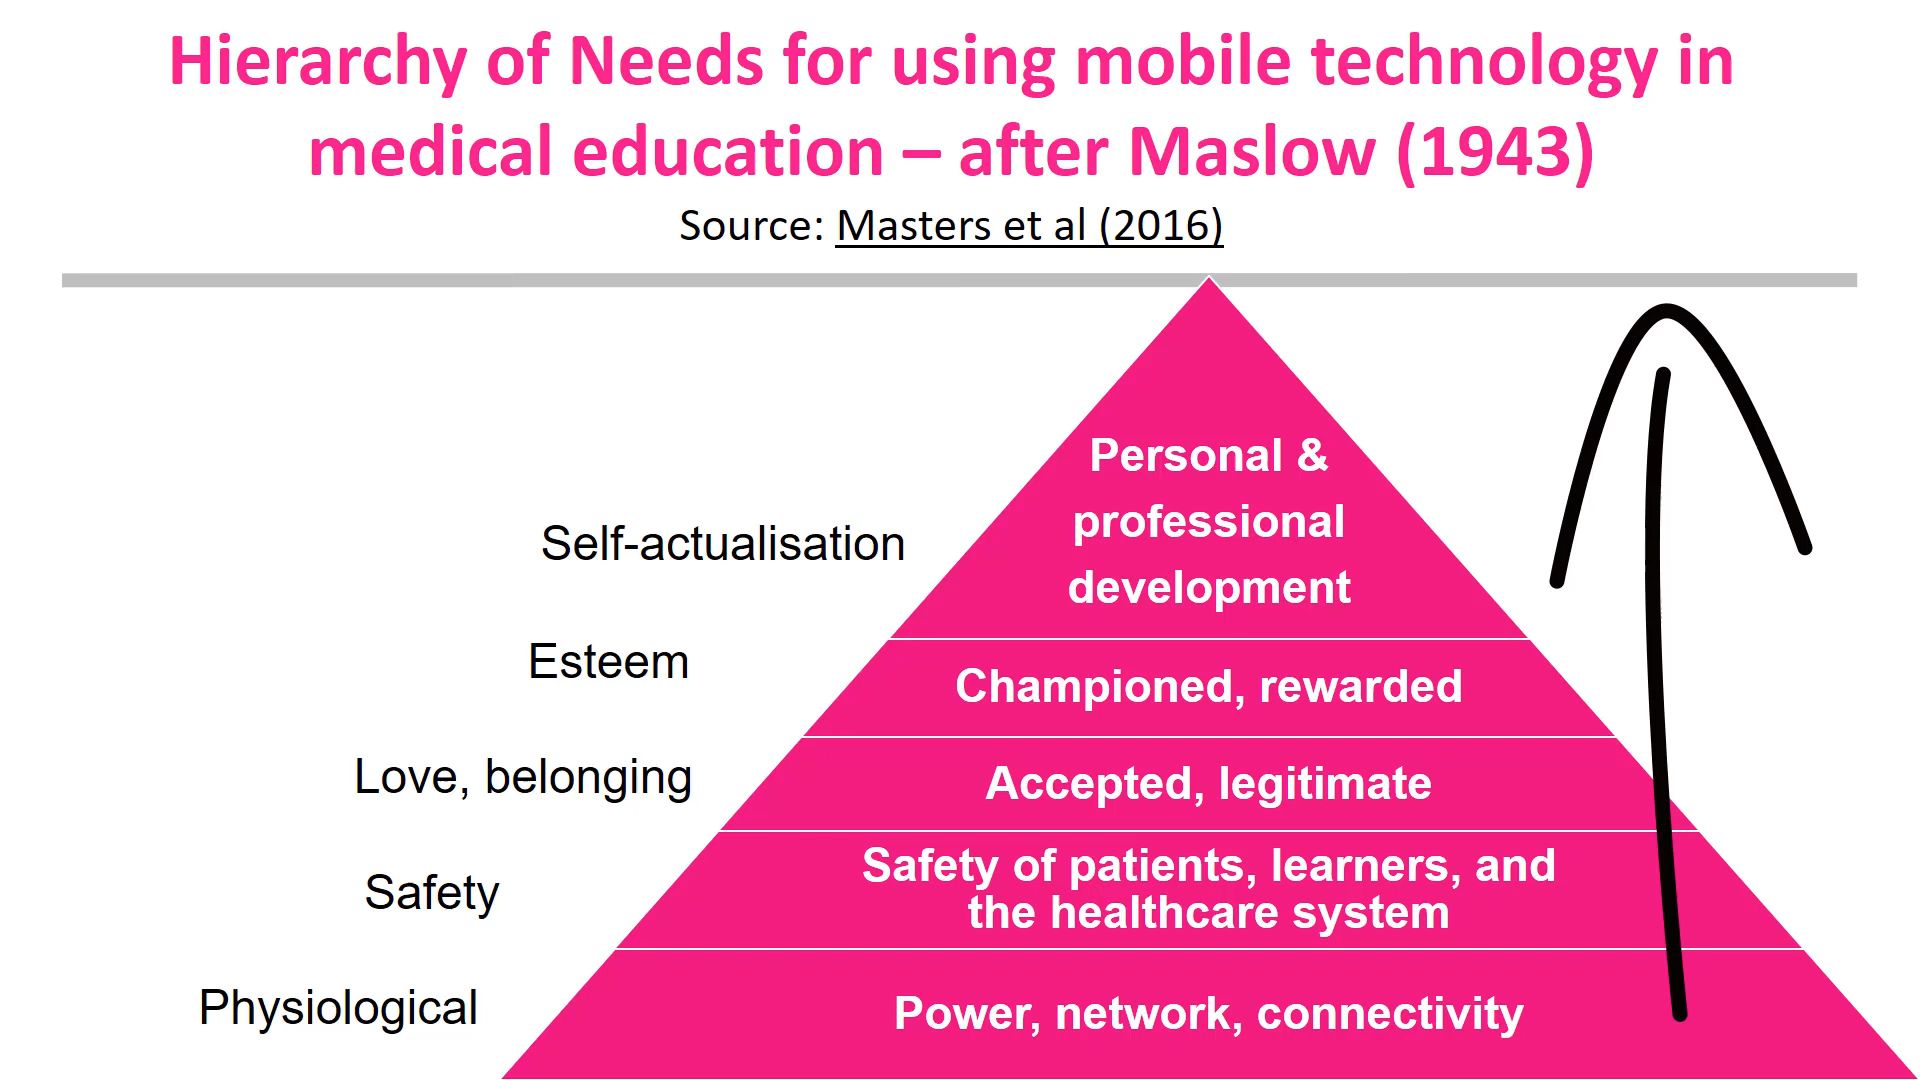 Hierarchy of Needs for using mobile technology in
medical education – after Maslow (1943)
Source: Masters et al (2016)
Personal &
professional
development
Self-actualisation
Esteem
Championed, rewarded
Love, belonging
Accepted, legitimate
Safety
Safety of patients, learners, and
the healthcare system
Physiological
Power, network, connectivity